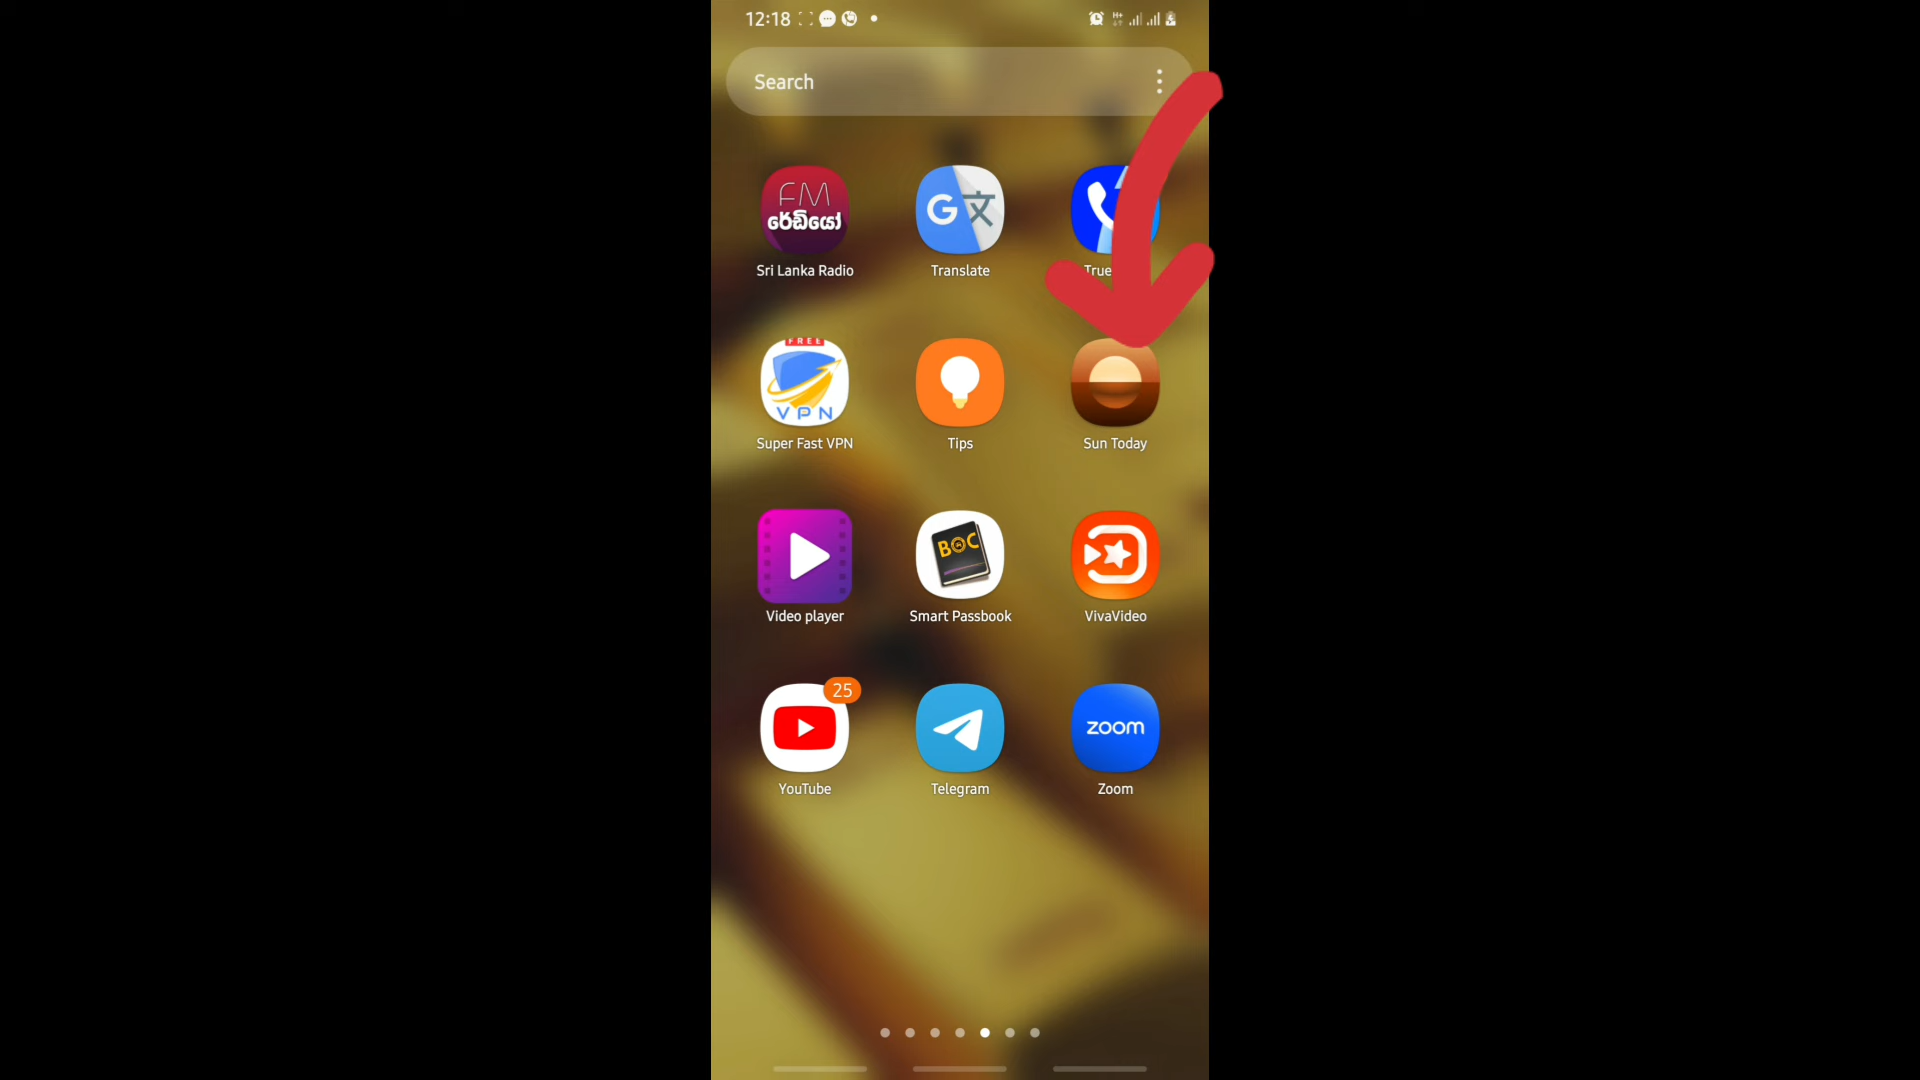 12:18
H+
Search
FM
රේඩියෝ
G 文
Sri Lanka Radio
Translate
True
FREE
VPN
Super Fast VPN
Tips
Sun Today
BOC
Video player
Smart Passbook
VivaVideo
25
zoom
YouTube
Telegram
Zoom